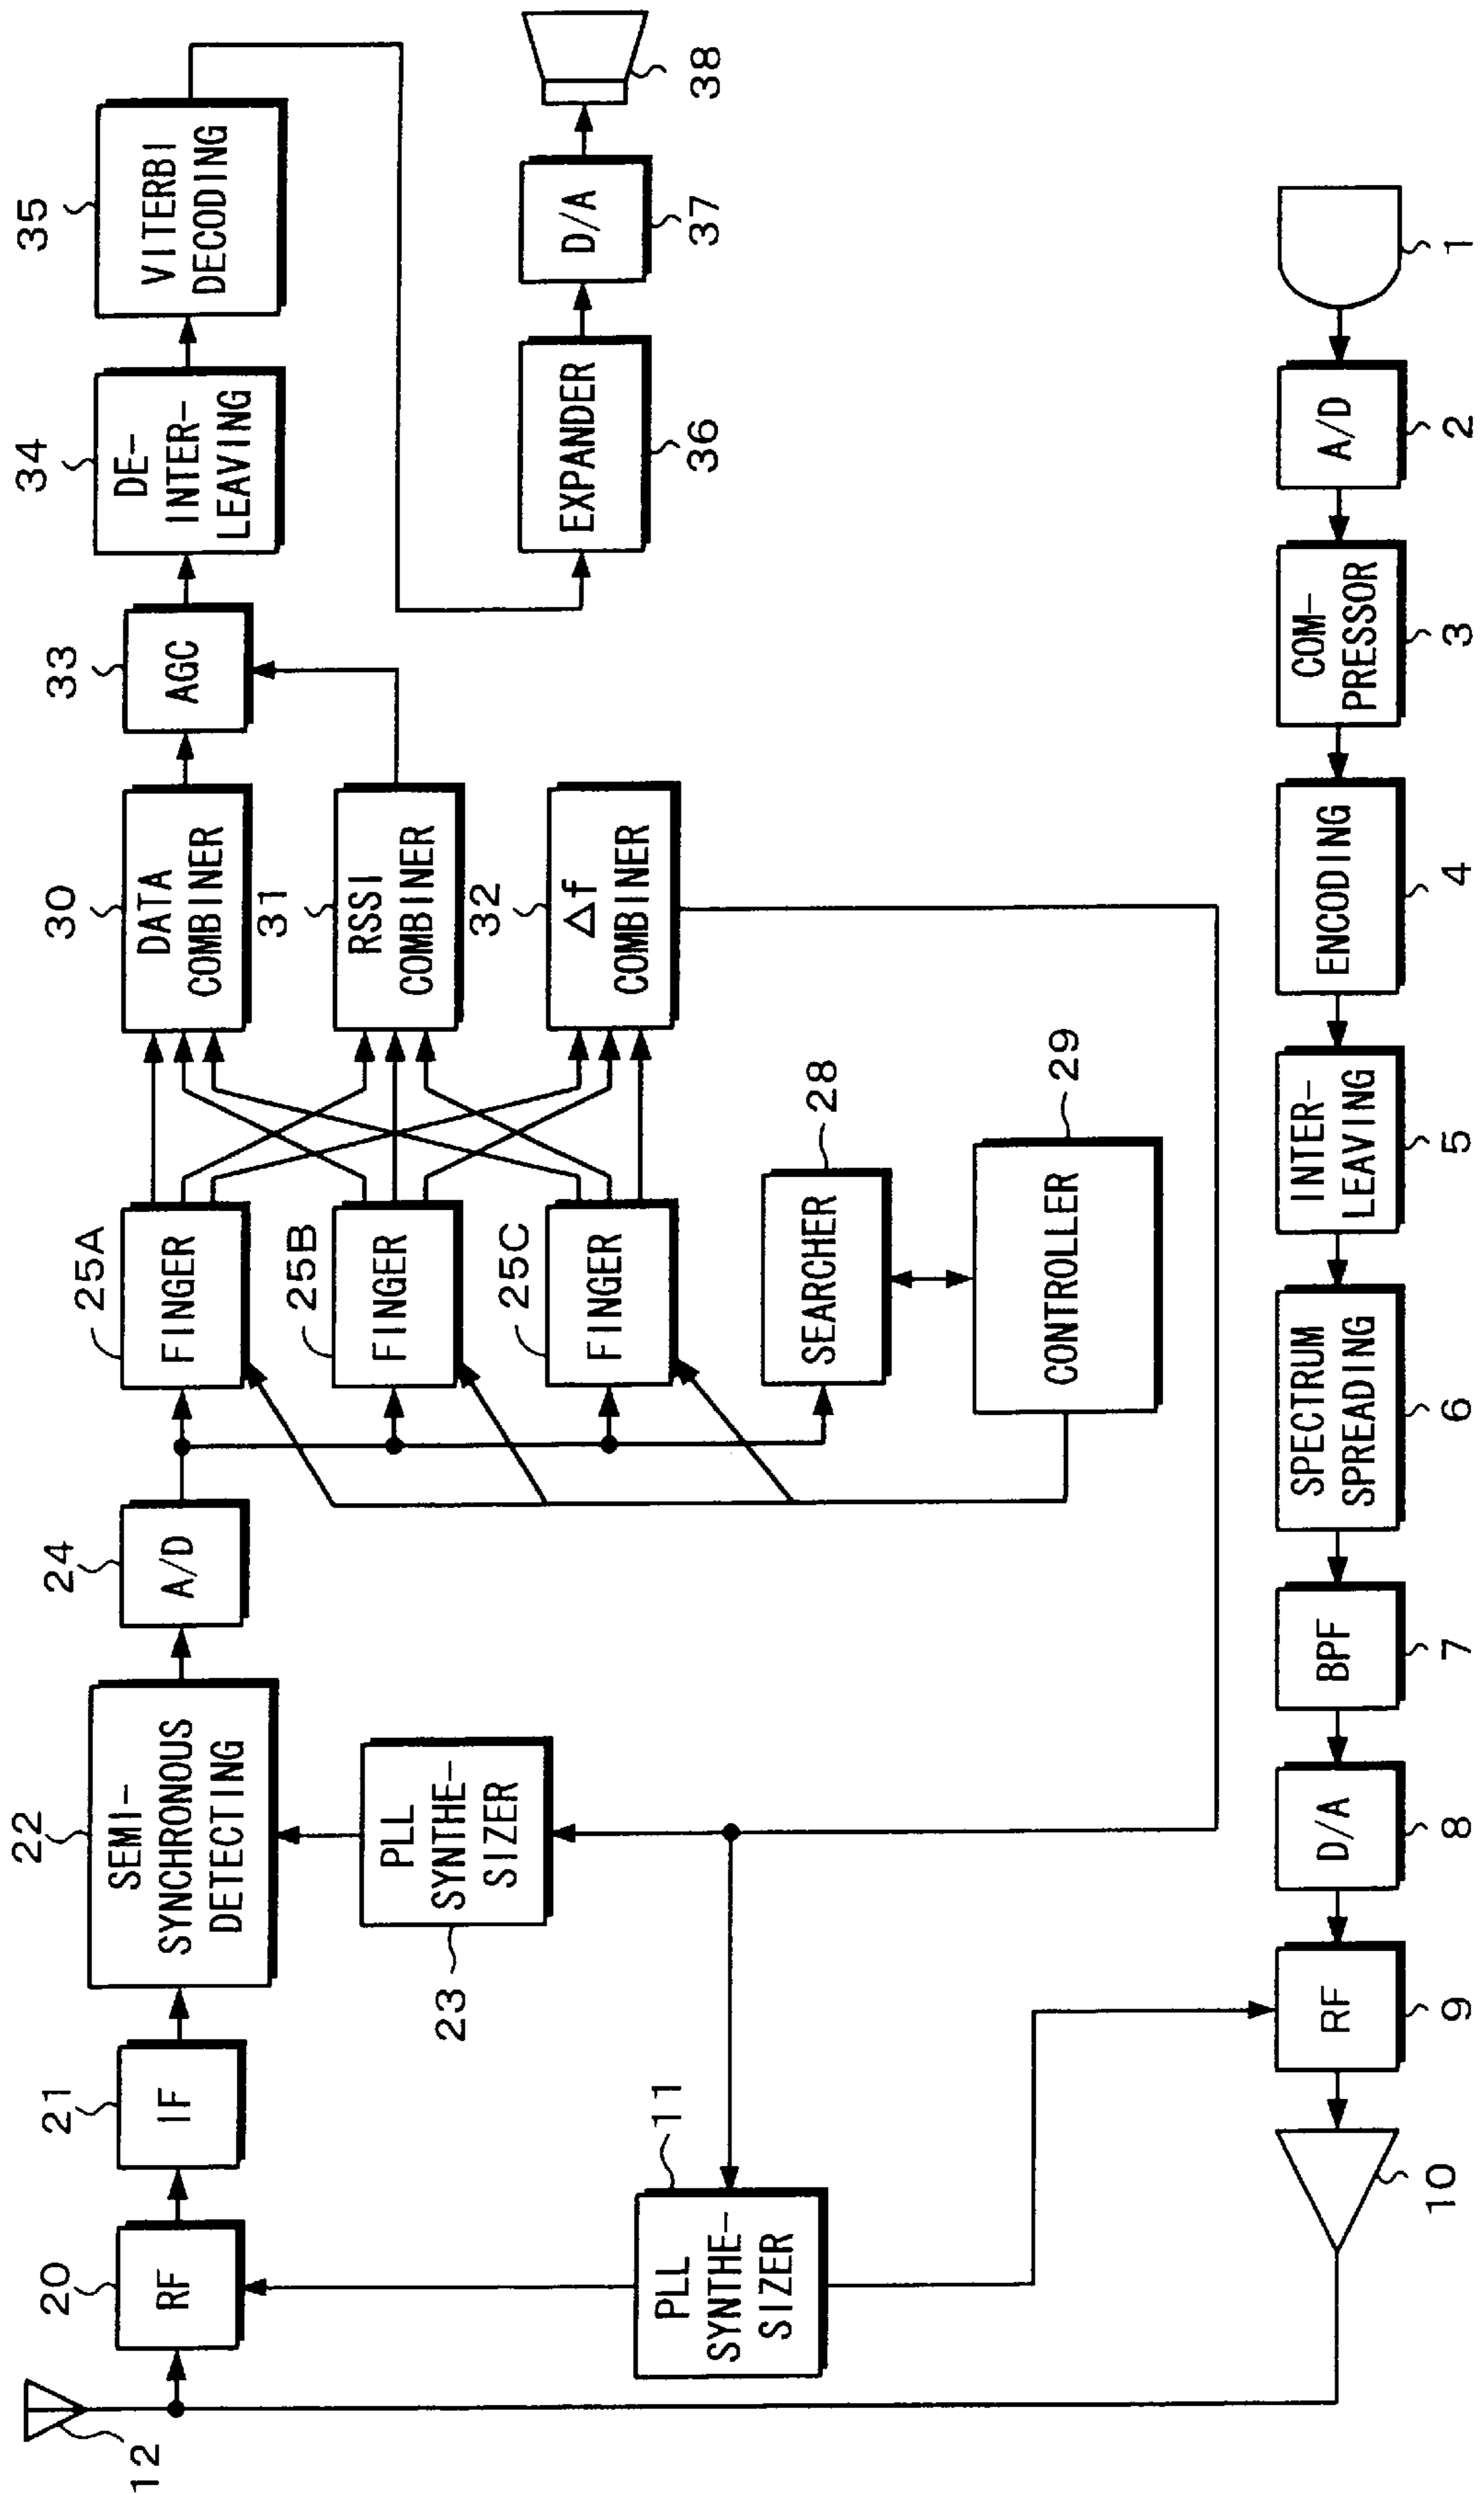 12
20
RF
21
IF
22
SEMI-
SYNCHRONOUS
DETECTING
24
A/D
25A
FINGER
30
DATA
COMBINER
33
AGC
34
DE-
INTER-
LEAVING
35
VITERBI
DECODING
23
PLL
SYNTHE-
SIZER
25B
FINGER
31
RSSI
COMBINER
25C
FINGER
32
Δf
COMBINER
EXPANDER
36
D/A
37
38
11
PLL
SYNTHE-
SIZER
SEARCHER
28
CONTROLLER
29
10
RF
9
D/A
8
BPF
7
SPECTRUM
SPREADING
6
INTER-
LEAVING
5
ENCODING
4
COM-
PRESSOR
3
A/D
2
1